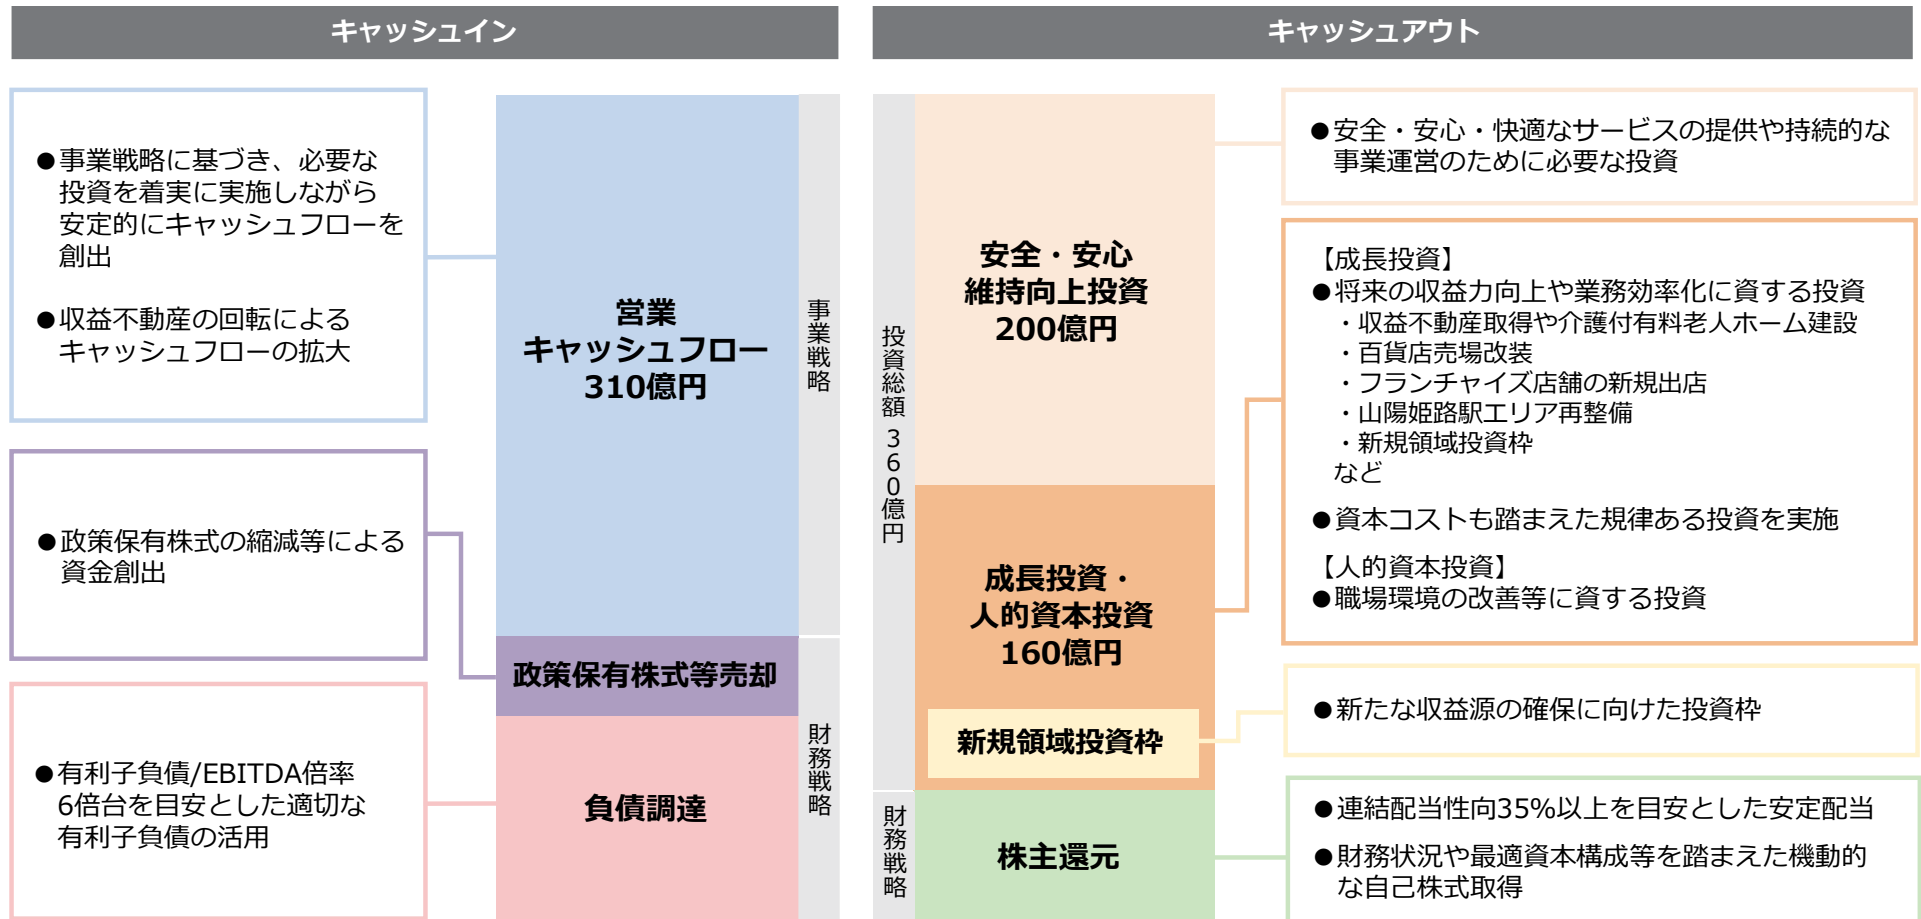 キャッシュイン
●事業戦略に基づき、必要な
投資を着実に実施しながら
安定的にキャッシュフローを
創出
●収益不動産の回転による
キャッシュフローの拡大
●政策保有株式の縮減等による
資金創出
●有利子負債/EBITDA倍率
6倍台を目安とした適切な
有利子負債の活用
営業
キャッシュフロー
310億円
政策保有株式等売却
負債調達
事業戦略
財務戦略
キャッシュアウト
投資総額 360億円
財務戦略
安全・安心
維持向上投資
200億円
成長投資・
人的資本投資
160億円
新規領域投資枠
株主還元
●安全・安心・快適なサービスの提供や持続的な
事業運営のために必要な投資
【成長投資】
●将来の収益力向上や業務効率化に資する投資
・収益不動産取得や介護付有料老人ホーム建設
・百貨店売場改装
・フランチャイズ店舗の新規出店
・山陽姫路駅エリア再整備
・新規領域投資枠
など
●資本コストも踏まえた規律ある投資を実施
【人的資本投資】
●職場環境の改善等に資する投資
●新たな収益源の確保に向けた投資枠
●連結配当性向35%以上を目安とした安定配当
●財務状況や最適資本構成等を踏まえた機動的
な自己株式取得